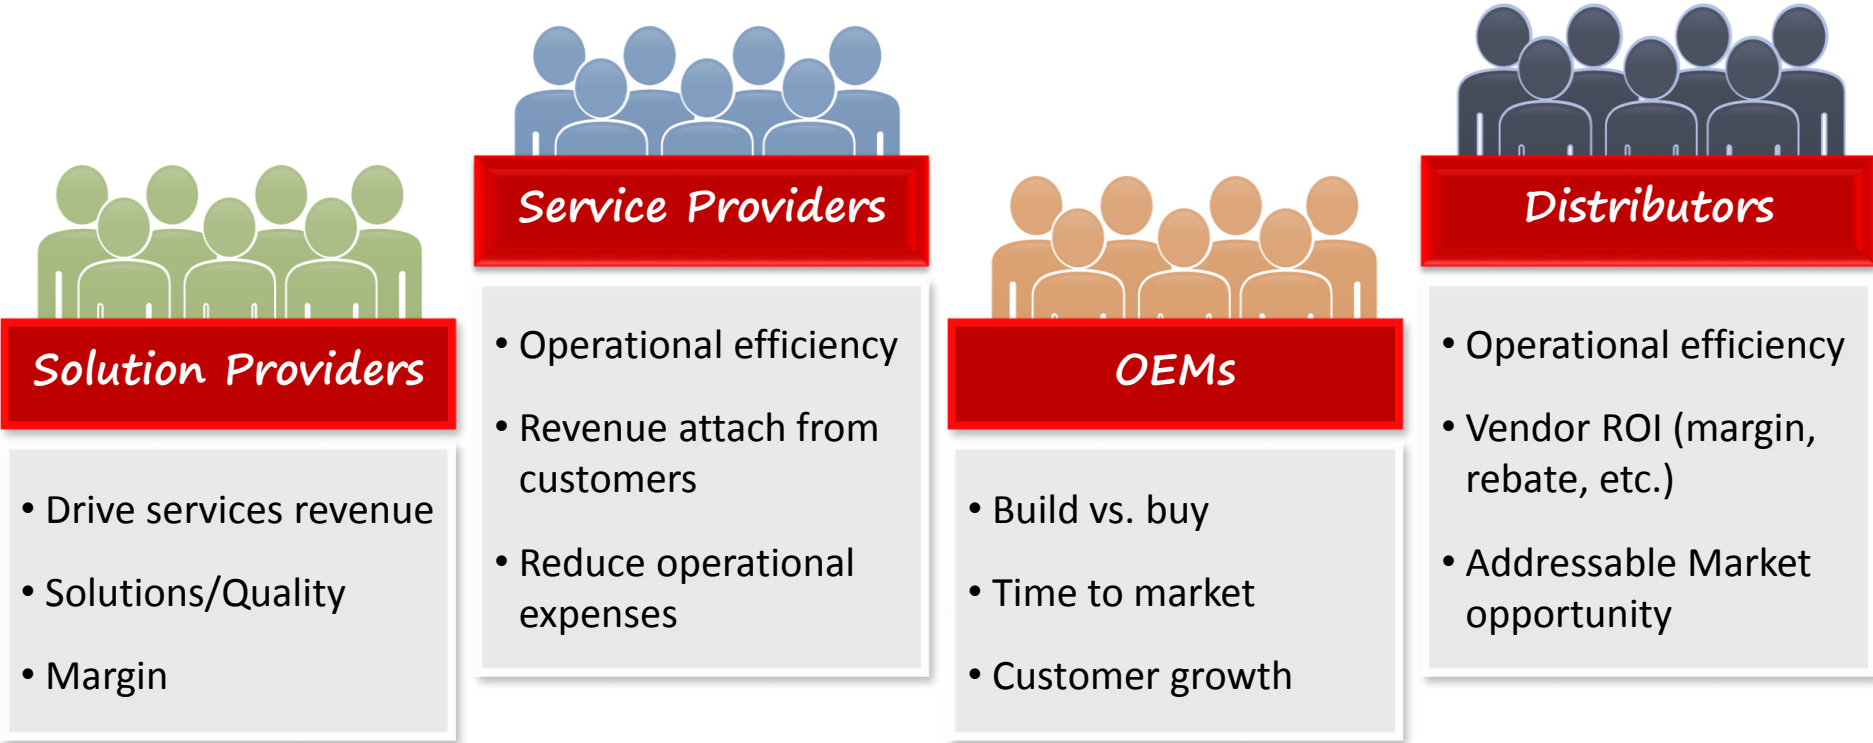 Solution Providers
• Drive services revenue
• Solutions/Quality
• Margin
Service Providers
• Operational efficiency
• Revenue attach from
customers
• Reduce operational
expenses
OEMs
• Build vs. buy
• Time to market
• Customer growth
Distributors
• Operational efficiency
• Vendor ROI (margin,
rebate, etc.)
• Addressable Market
opportunity